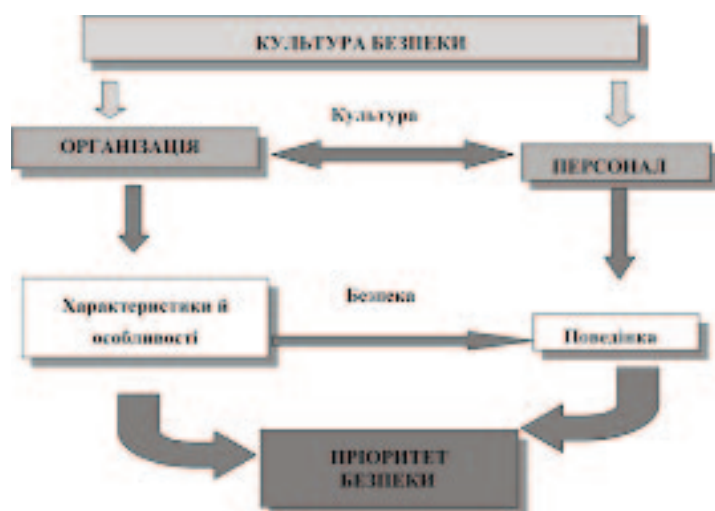 КУЛЬТУРА БЕЗПЕКИ
Культура
ОРГАНІЗАЦІЯ
ПЕРСОНАЛ
Характеристики й
особливості
Безпека
Поведінка
ПРІОРИТЕТ
БЕЗПЕКИ